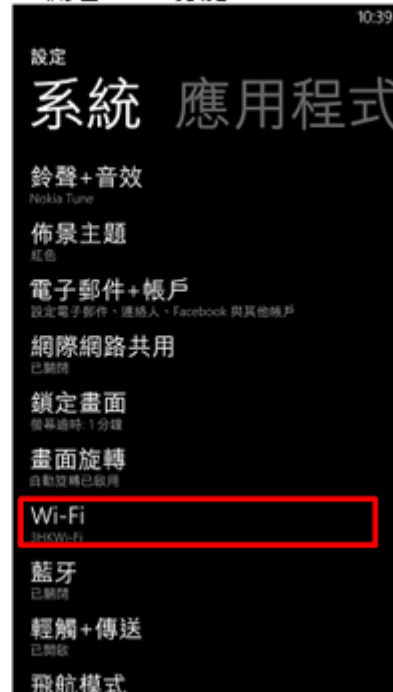 10:39
設定
系統 應用程式
鈴聲+音效
Nokia Tune
佈景主題
紅色
電子郵件+帳戶
設定電子郵件、連絡人、Facebook 與其他帳戶
網際網路共用
已關閉
鎖定畫面
螢幕逾時: 1 分鐘
畫面旋轉
自動旋轉已啟用
Wi-Fi
3HKWi-Fi
藍牙
已關閉
輕觸+傳送
已開啟
飛航模式